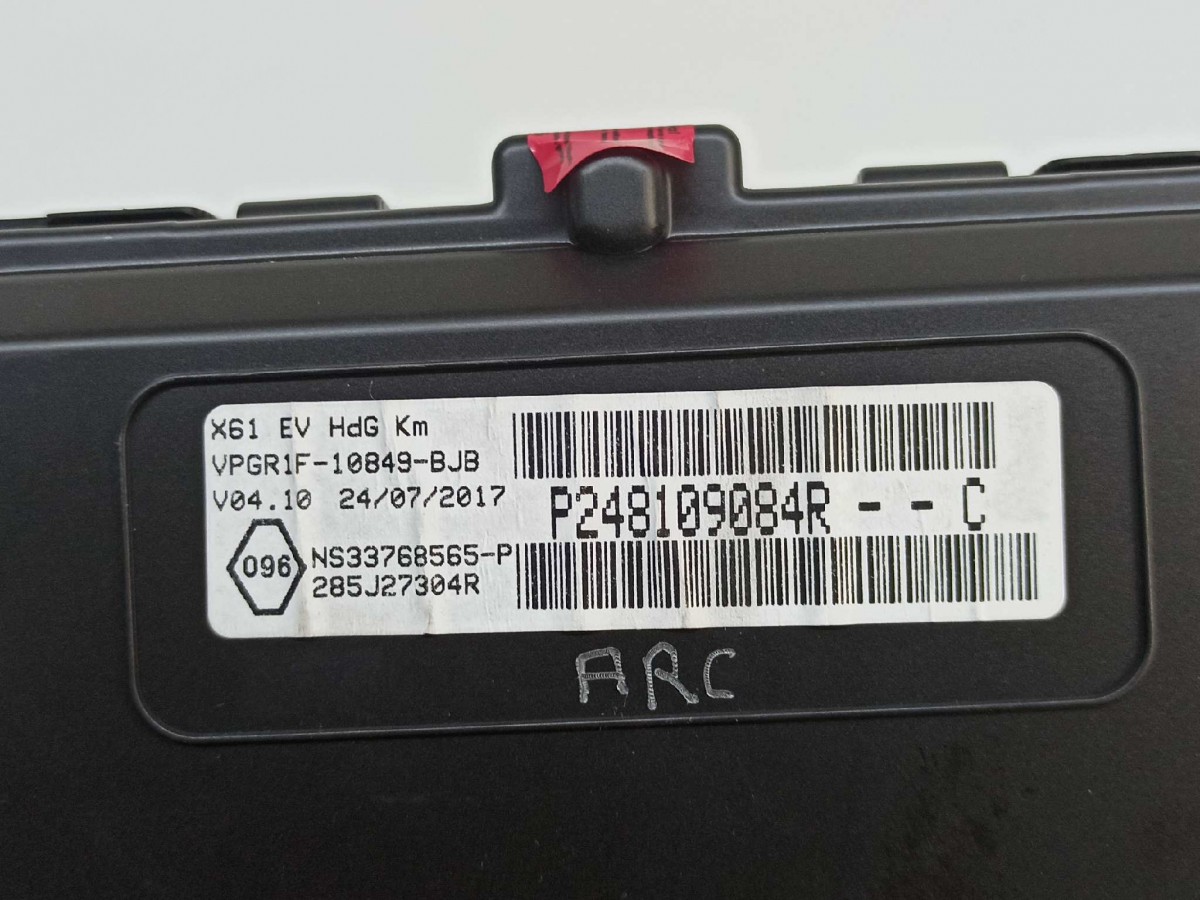 X61 EV HdG Km
VPGR1F-10849-BJB
V04.10 24/07/2017
P248109084R - - C
096
NS33768565-P
285J27304R
ARC